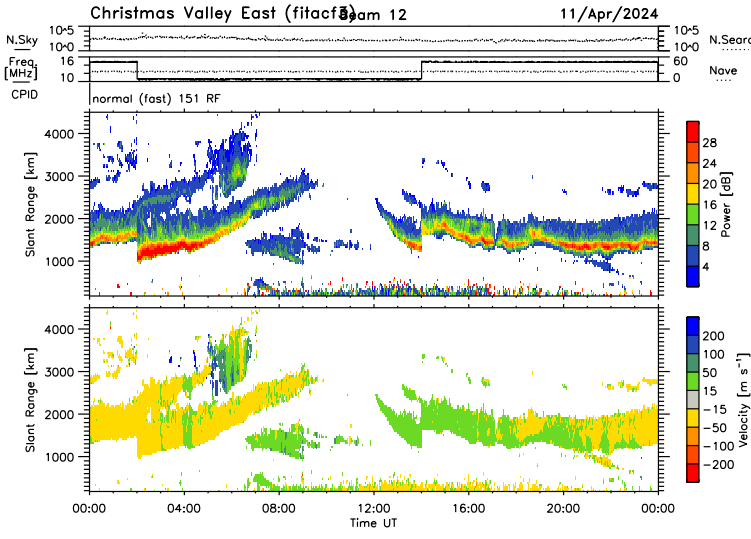 Christmas Valley East (fitacf3) Beam 12 11/Apr/2024
N.Sky 10^5 10^0 10^5 10^0 N.Search
Freq. [MHz] 16 10 60 0 Nave
CPID normal (fast) 151 RF
Slant Range [km] 4000 3000 2000 1000
Power [dB] 28 24 20 16 12 8 4
Slant Range [km] 4000 3000 2000 1000
Velocity [m s⁻¹] 200 100 50 15 −15 −50 −100 −200
00:00 04:00 08:00 12:00 16:00 20:00 00:00
Time UT